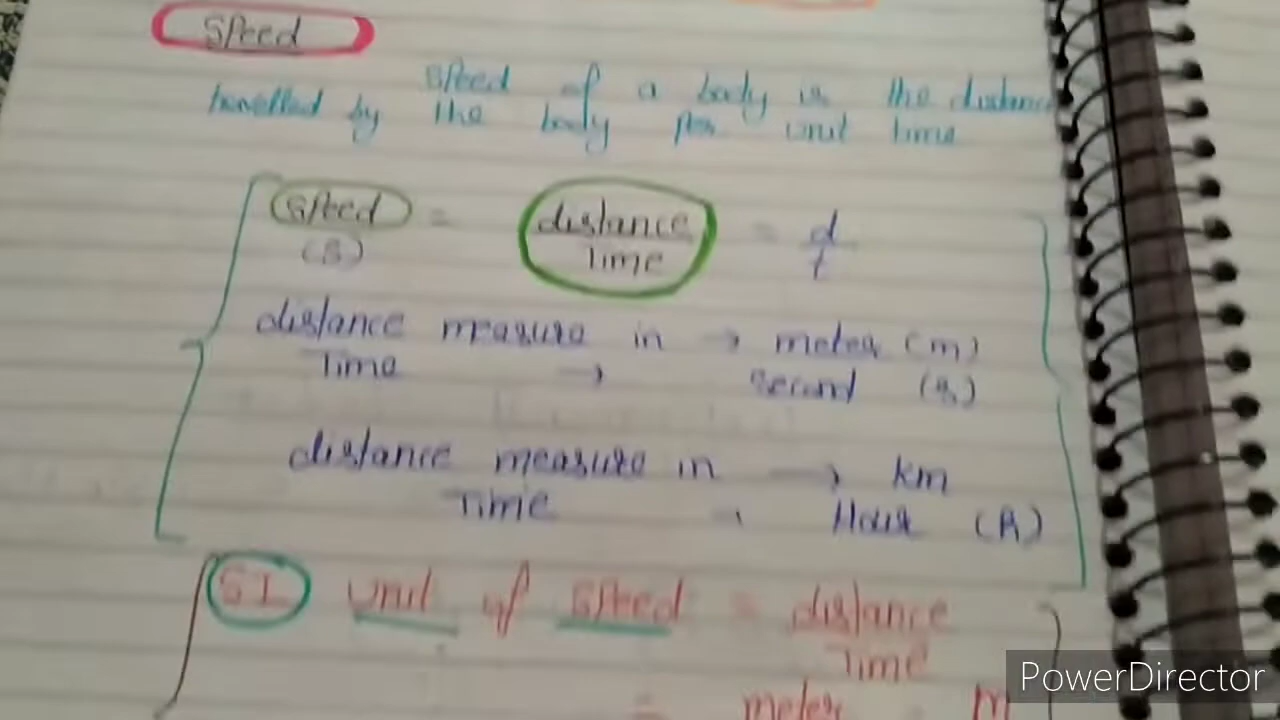 Speed
Speed of a body is the distance
travelled by the body per unit time
Speed = distance / Time = d / t
(s)
distance measure in → meter (m)
Time → second (s)
distance measure in → km
Time → Hour (h)
SI unit of speed = distance / Time
= meter m
PowerDirector